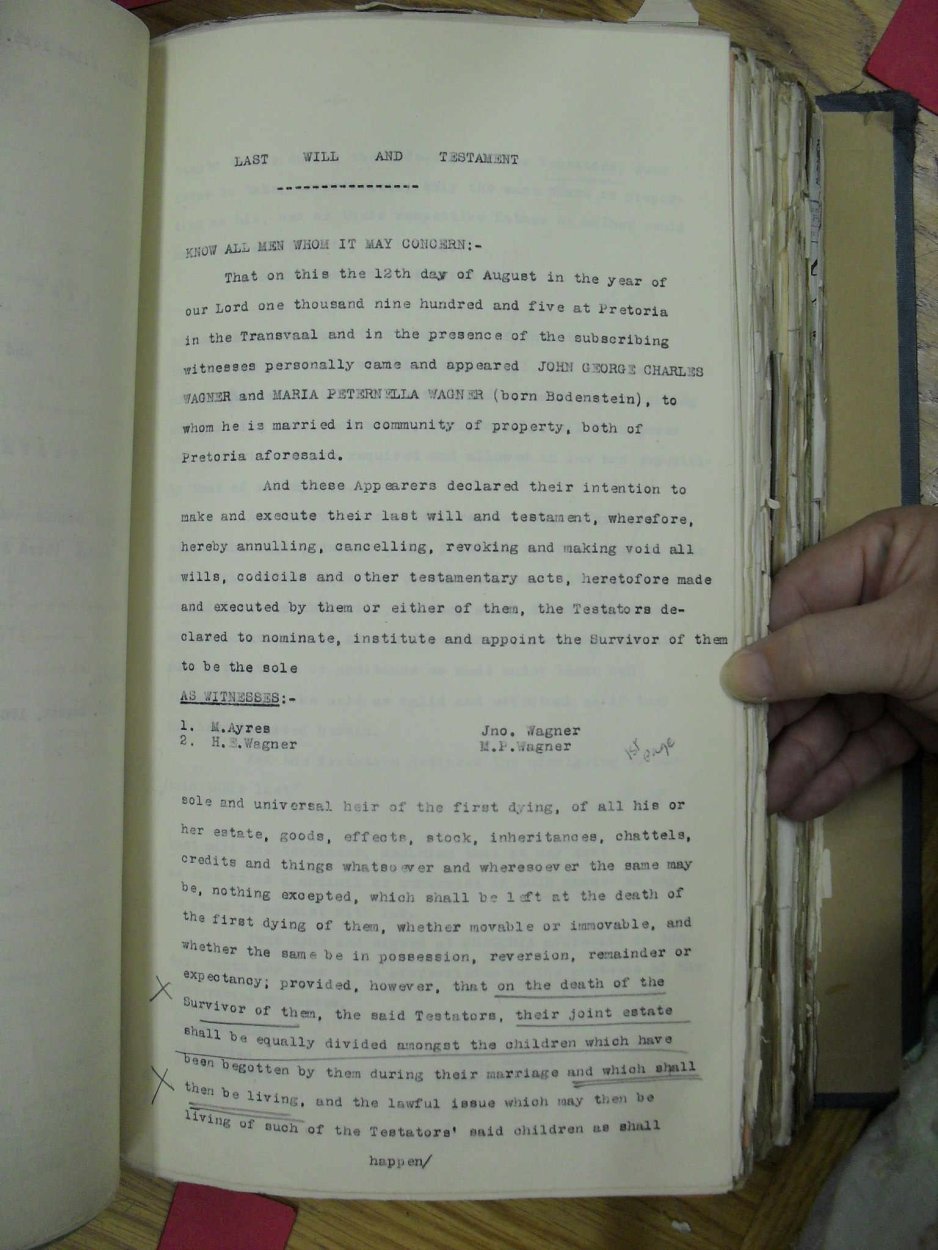 LAST WILL AND TESTAMENT
-----------------
KNOW ALL MEN WHOM IT MAY CONCERN:-
That on this the 12th day of August in the year of
our Lord one thousand nine hundred and five at Pretoria
in the Transvaal and in the presence of the subscribing
witnesses personally came and appeared JOHN GEORGE CHARLES
WAGNER and MARIA PETERNELLA WAGNER (born Bodenstein), to
whom he is married in community of property, both of
Pretoria aforesaid.
And these Appearers declared their intention to
make and execute their last will and testament, wherefore,
hereby annulling, cancelling, revoking and making void all
wills, codicils and other testamentary acts, heretofore made
and executed by them or either of them, the Testators de-
clared to nominate, institute and appoint the Survivor of them
to be the sole
AS WITNESSES:-
1. M.Ayres Jno. Wagner
2. H.E.Wagner M.P.Wagner
1st page
sole and universal heir of the first dying, of all his or
her estate, goods, effects, stock, inheritances, chattels,
credits and things whatsoever and wheresoever the same may
be, nothing excepted, which shall be left at the death of
the first dying of them, whether movable or immovable, and
whether the same be in possession, reversion, remainder or
expectancy; provided, however, that on the death of the
Survivor of them, the said Testators, their joint estate
shall be equally divided amongst the children which have
been begotten by them during their marriage and which shall
then be living, and the lawful issue which may then be
living of such of the Testators' said children as shall
happen/